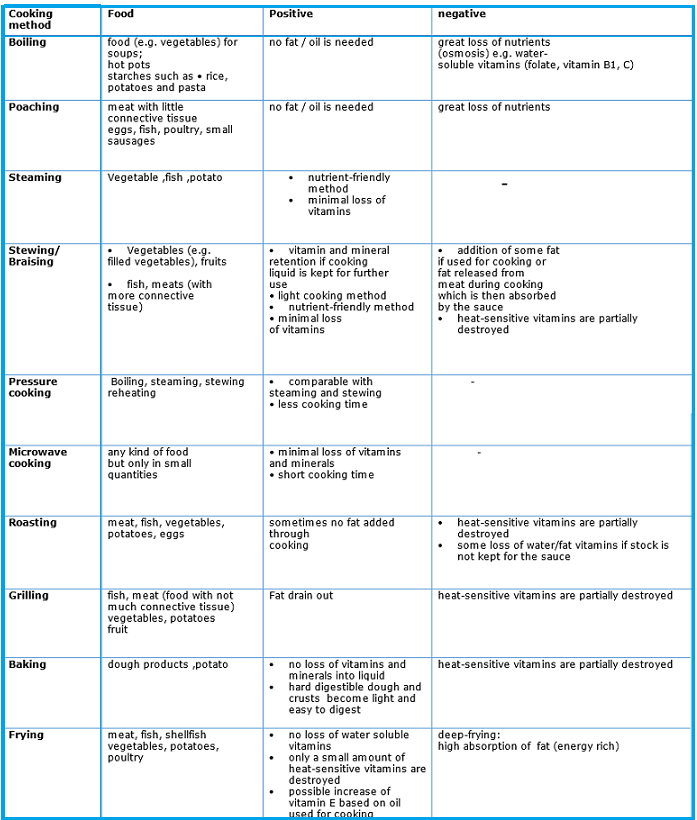 Cooking method
Food
Positive
negative
Boiling
food (e.g. vegetables) for
soups;
hot pots
starches such as • rice,
potatoes and pasta
no fat / oil is needed
great loss of nutrients
(osmosis) e.g. water-
soluble vitamins (folate, vitamin B1, C)
Poaching
meat with little
connective tissue
eggs, fish, poultry, small
sausages
no fat / oil is needed
great loss of nutrients
Steaming
Vegetable ,fish ,potato
• nutrient-friendly
method
• minimal loss of
vitamins
-
Stewing/
Braising
• Vegetables (e.g.
filled vegetables), fruits
• fish, meats (with
more connective
tissue)
• vitamin and mineral
retention if cooking
liquid is kept for further
use
• light cooking method
• nutrient-friendly method
• minimal loss
of vitamins
• addition of some fat
if used for cooking or
fat released from
meat during cooking
which is then absorbed
by the sauce
• heat-sensitive vitamins are partially
destroyed
Pressure
cooking
Boiling, steaming, stewing
reheating
• comparable with
steaming and stewing
• less cooking time
-
Microwave
cooking
any kind of food
but only in small
quantities
• minimal loss of vitamins
and minerals
• short cooking time
-
Roasting
meat, fish, vegetables,
potatoes, eggs
sometimes no fat added
through
cooking
• heat-sensitive vitamins are partially
destroyed
• some loss of water/fat vitamins if stock is
not kept for the sauce
Grilling
fish, meat (food with not
much connective tissue)
vegetables, potatoes
fruit
Fat drain out
heat-sensitive vitamins are partially destroyed
Baking
dough products ,potato
• no loss of vitamins and
minerals into liquid
• hard digestible dough and
crusts become light and
easy to digest
heat-sensitive vitamins are partially destroyed
Frying
meat, fish, shellfish
vegetables, potatoes,
poultry
• no loss of water soluble
vitamins
• only a small amount of
heat-sensitive vitamins are
destroyed
• possible increase of
vitamin E based on oil
used for cooking
deep-frying:
high absorption of fat (energy rich)